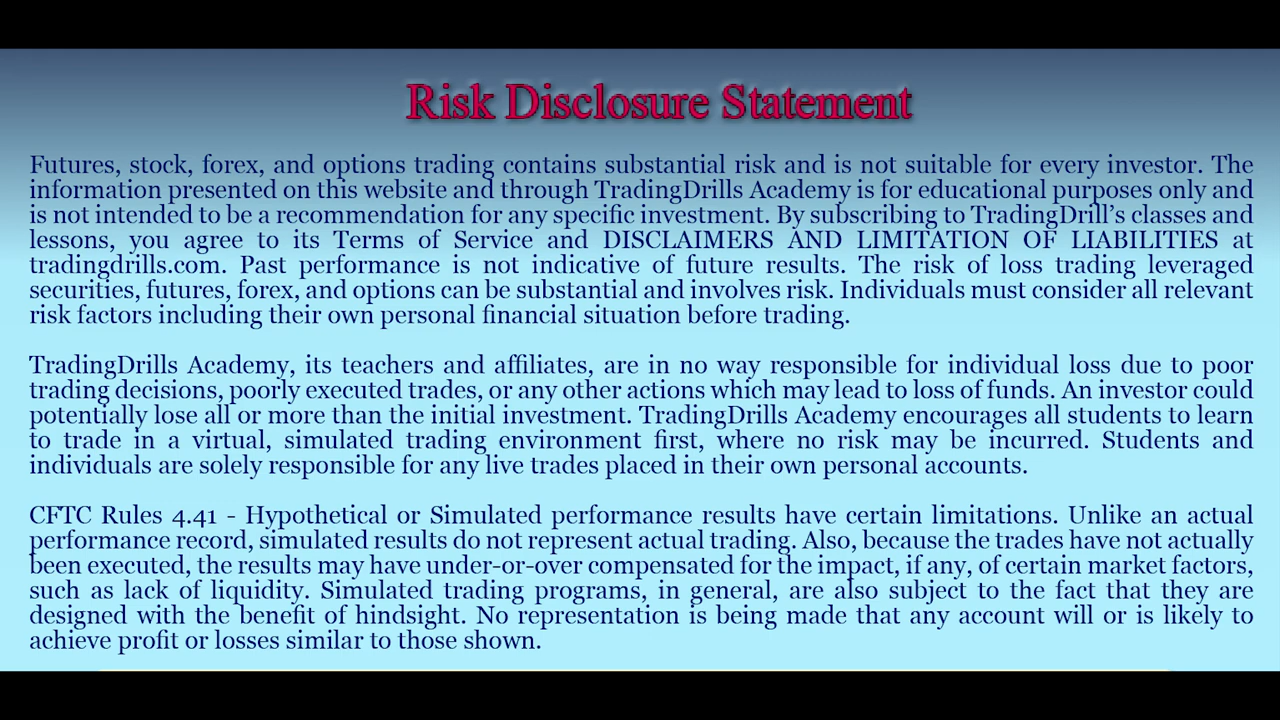 Risk Disclosure Statement
Futures, stock, forex, and options trading contains substantial risk and is not suitable for every investor. The
information presented on this website and through TradingDrills Academy is for educational purposes only and
is not intended to be a recommendation for any specific investment. By subscribing to TradingDrill’s classes and
lessons, you agree to its Terms of Service and DISCLAIMERS AND LIMITATION OF LIABILITIES at
tradingdrills.com. Past performance is not indicative of future results. The risk of loss trading leveraged
securities, futures, forex, and options can be substantial and involves risk. Individuals must consider all relevant
risk factors including their own personal financial situation before trading.
TradingDrills Academy, its teachers and affiliates, are in no way responsible for individual loss due to poor
trading decisions, poorly executed trades, or any other actions which may lead to loss of funds. An investor could
potentially lose all or more than the initial investment. TradingDrills Academy encourages all students to learn
to trade in a virtual, simulated trading environment first, where no risk may be incurred. Students and
individuals are solely responsible for any live trades placed in their own personal accounts.
CFTC Rules 4.41 - Hypothetical or Simulated performance results have certain limitations. Unlike an actual
performance record, simulated results do not represent actual trading. Also, because the trades have not actually
been executed, the results may have under-or-over compensated for the impact, if any, of certain market factors,
such as lack of liquidity. Simulated trading programs, in general, are also subject to the fact that they are
designed with the benefit of hindsight. No representation is being made that any account will or is likely to
achieve profit or losses similar to those shown.